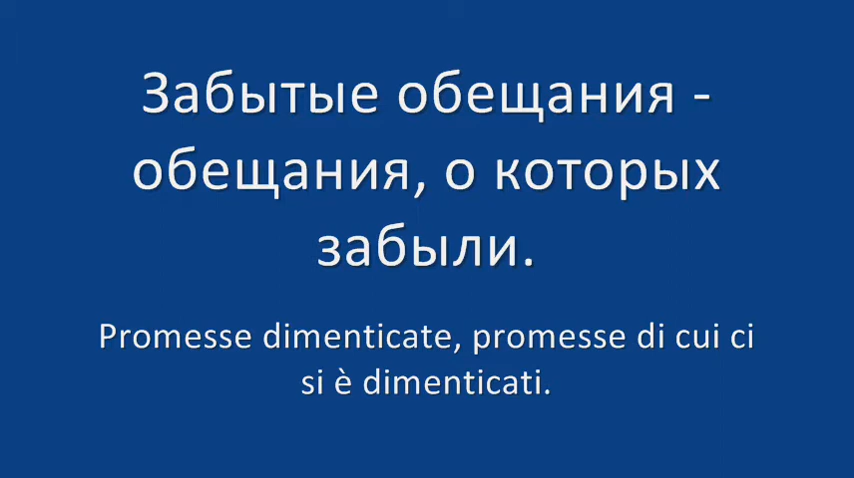 Забытые обещания -
обещания, о которых
забыли.
Promesse dimenticate, promesse di cui ci
si è dimenticati.